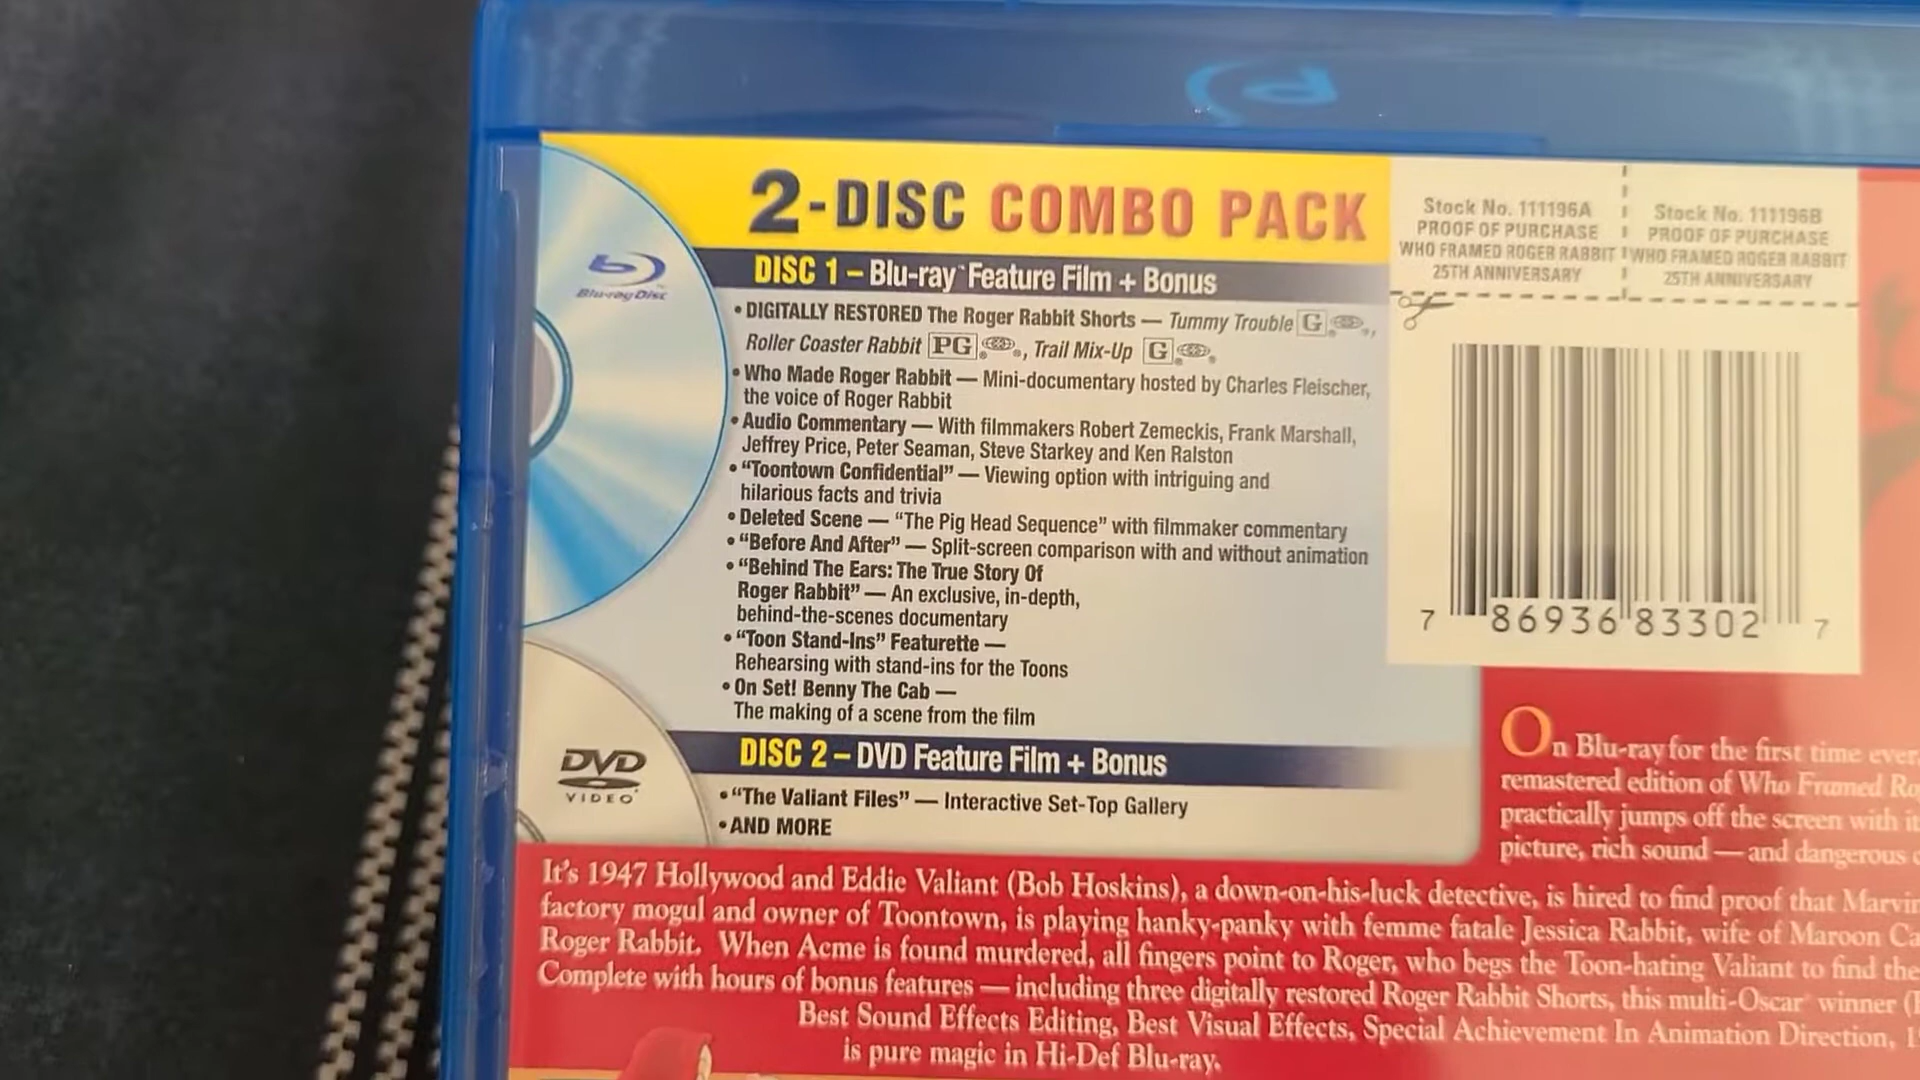 2-DISC COMBO PACK
Blu-ray Disc
DISC 1 – Blu-ray™ Feature Film + Bonus
• DIGITALLY RESTORED The Roger Rabbit Shorts — Tummy Trouble G ,
Roller Coaster Rabbit PG , Trail Mix-Up G
• Who Made Roger Rabbit — Mini-documentary hosted by Charles Fleischer,
the voice of Roger Rabbit
• Audio Commentary — With filmmakers Robert Zemeckis, Frank Marshall,
Jeffrey Price, Peter Seaman, Steve Starkey and Ken Ralston
• “Toontown Confidential” — Viewing option with intriguing and
hilarious facts and trivia
• Deleted Scene — “The Pig Head Sequence” with filmmaker commentary
• “Before And After” — Split-screen comparison with and without animation
• “Behind The Ears: The True Story Of
Roger Rabbit” — An exclusive, in-depth,
behind-the-scenes documentary
• “Toon Stand-Ins” Featurette —
Rehearsing with stand-ins for the Toons
• On Set! Benny The Cab —
The making of a scene from the film
DVD
VIDEO
DISC 2 – DVD Feature Film + Bonus
• “The Valiant Files” — Interactive Set-Top Gallery
• AND MORE
Stock No. 111196A
PROOF OF PURCHASE
WHO FRAMED ROGER RABBIT
25TH ANNIVERSARY
Stock No. 111196B
PROOF OF PURCHASE
WHO FRAMED ROGER RABBIT
25TH ANNIVERSARY
7 86936 83302 7
On Blu-ray for the first time ever,
remastered edition of Who Framed
practically jumps off the screen with
picture, rich sound — and dangerous
It’s 1947 Hollywood and Eddie Valiant (Bob Hoskins), a down-on-his-luck detective, is hired to find proof that Marvin
factory mogul and owner of Toontown, is playing hanky-panky with femme fatale Jessica Rabbit, wife of Maroon
Roger Rabbit. When Acme is found murdered, all fingers point to Roger, who begs the Toon-hating Valiant to find the
Complete with hours of bonus features — including three digitally restored Roger Rabbit Shorts, this multi-Oscar® winner
Best Sound Effects Editing, Best Visual Effects, Special Achievement In Animation Direction,
is pure magic in Hi-Def Blu-ray.